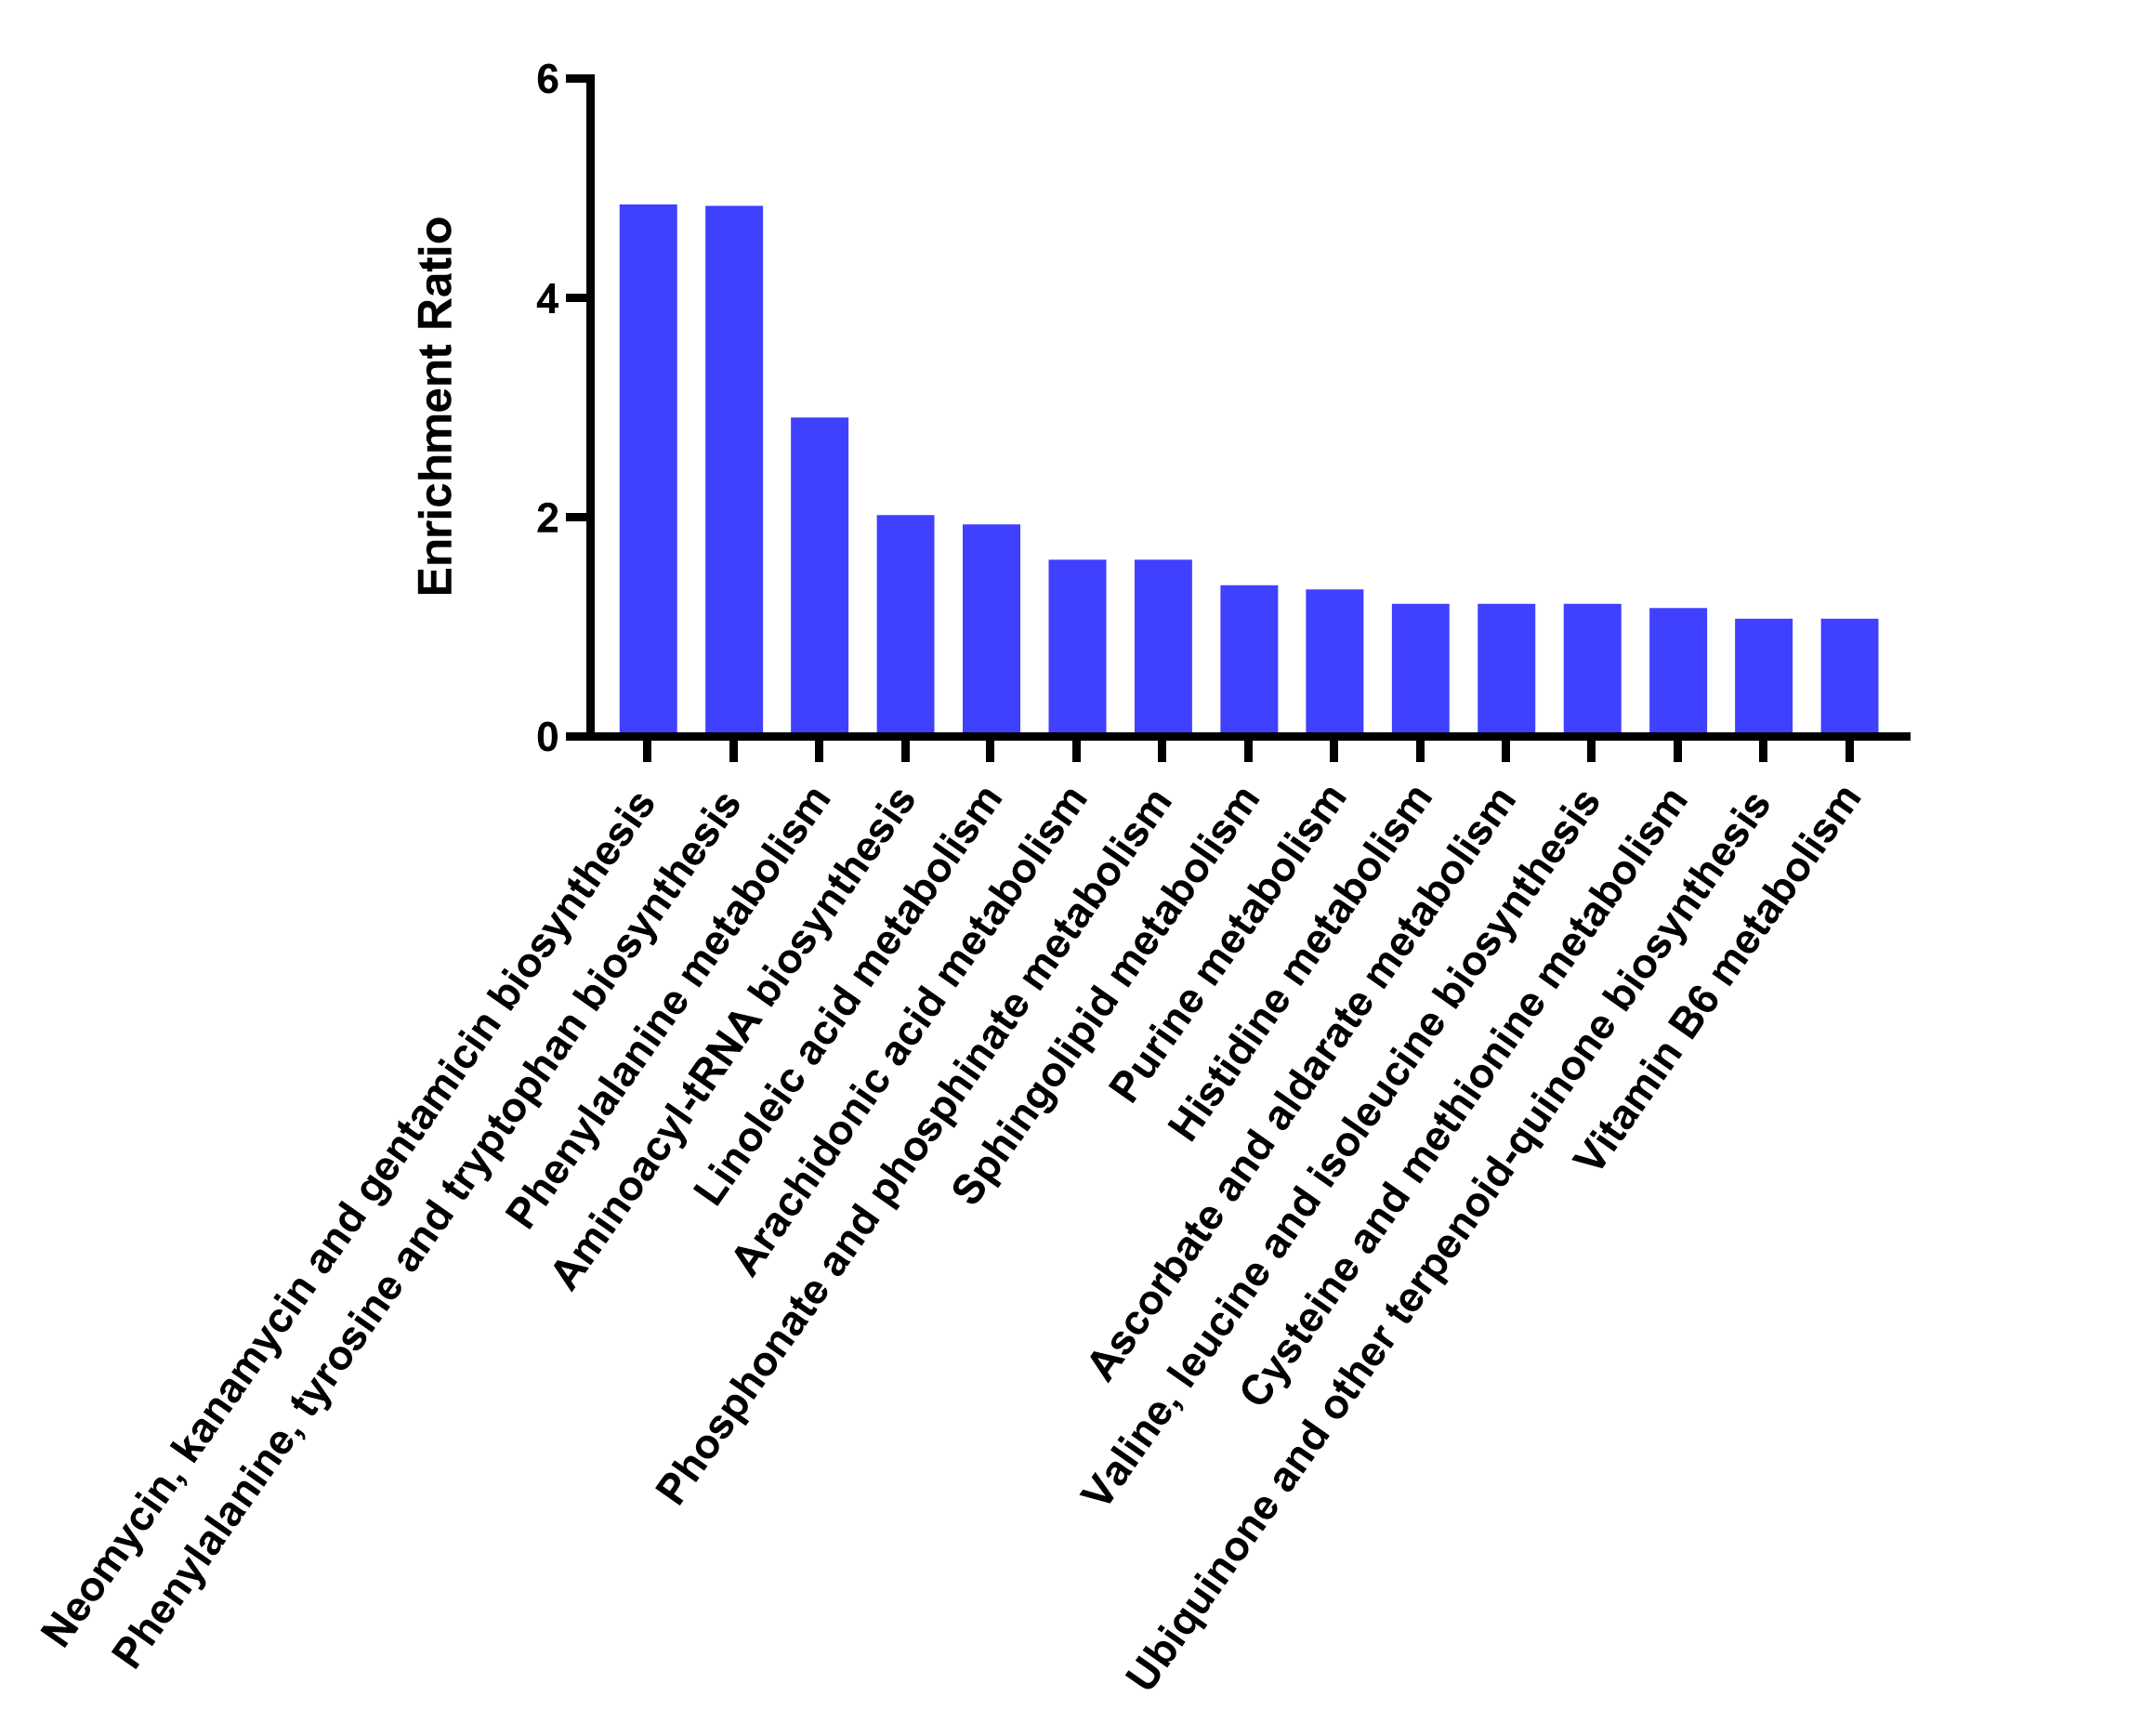 Enrichment Ratio
6
4
2
0
Neomycin, kanamycin and gentamicin biosynthesis
Phenylalanine, tyrosine and tryptophan biosynthesis
Phenylalanine metabolism
Aminoacyl-tRNA biosynthesis
Linoleic acid metabolism
Arachidonic acid metabolism
Phosphonate and phosphinate metabolism
Sphingolipid metabolism
Purine metabolism
Histidine metabolism
Ascorbate and aldarate metabolism
Valine, leucine and isoleucine biosynthesis
Cysteine and methionine metabolism
Ubiquinone and other terpenoid-quinone biosynthesis
Vitamin B6 metabolism